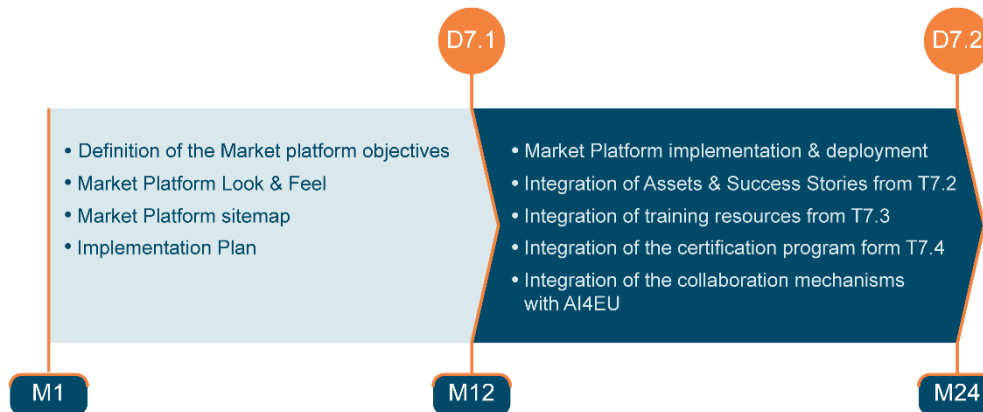 D7.1
D7.2
• Definition of the Market platform objectives
• Market Platform Look & Feel
• Market Platform sitemap
• Implementation Plan
• Market Platform implementation & deployment
• Integration of Assets & Success Stories from T7.2
• Integration of training resources from T7.3
• Integration of the certification program form T7.4
• Integration of the collaboration mechanisms
with AI4EU
M1
M12
M24